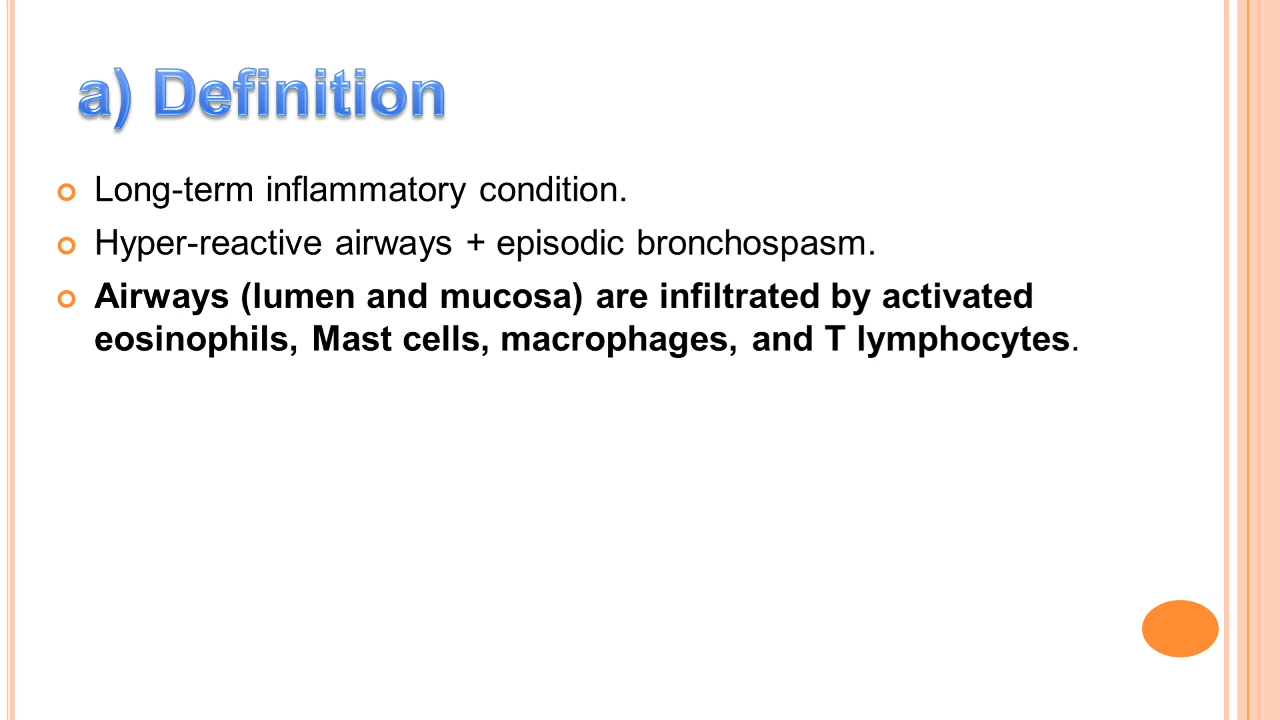 a) Definition
Long-term inflammatory condition.
Hyper-reactive airways + episodic bronchospasm.
Airways (lumen and mucosa) are infiltrated by activated
eosinophils, Mast cells, macrophages, and T lymphocytes.